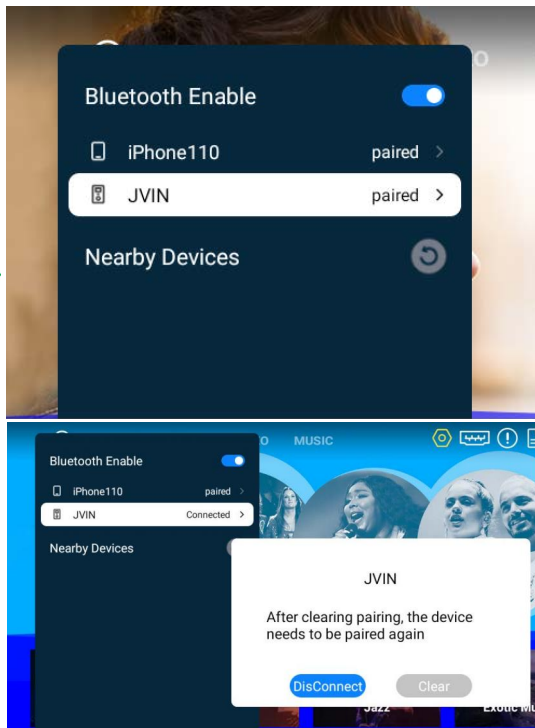 Bluetooth Enable
iPhone110 paired
JVIN paired
Nearby Devices
MUSIC
Bluetooth Enable
iPhone110 paired
JVIN Connected
Nearby Devices
JVIN
After clearing pairing, the device
needs to be paired again
DisConnect Clear
Jazz